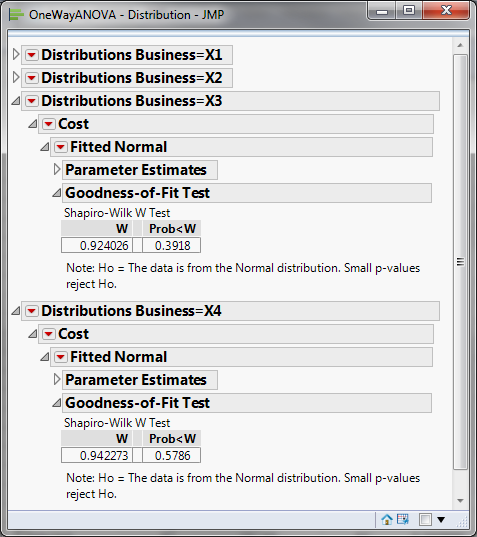 OneWayANOVA - Distribution - JMP
Distributions Business=X1
Distributions Business=X2
Distributions Business=X3
Cost
Fitted Normal
Parameter Estimates
Goodness-of-Fit Test
Shapiro-Wilk W Test
W Prob<W
0.924026 0.3918
Note: Ho = The data is from the Normal distribution. Small p-values
reject Ho.
Distributions Business=X4
Cost
Fitted Normal
Parameter Estimates
Goodness-of-Fit Test
Shapiro-Wilk W Test
W Prob<W
0.942273 0.5786
Note: Ho = The data is from the Normal distribution. Small p-values
reject Ho.